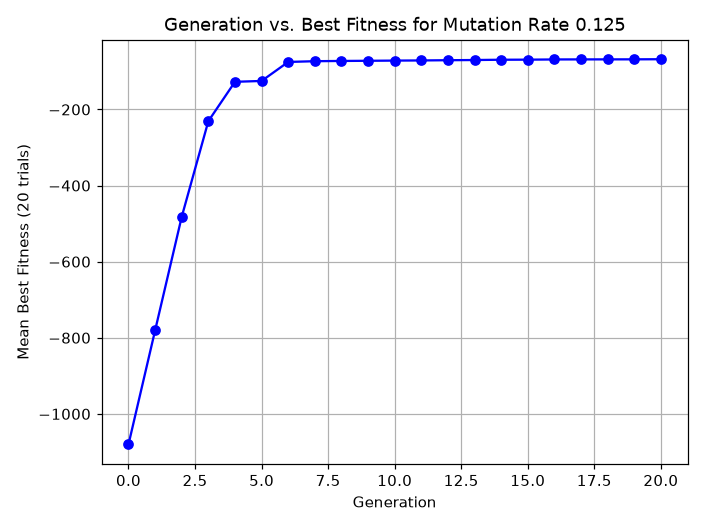 Generation vs. Best Fitness for Mutation Rate 0.125
Mean Best Fitness (20 trials)
−200
−400
−600
−800
−1000
0.0 2.5 5.0 7.5 10.0 12.5 15.0 17.5 20.0
Generation